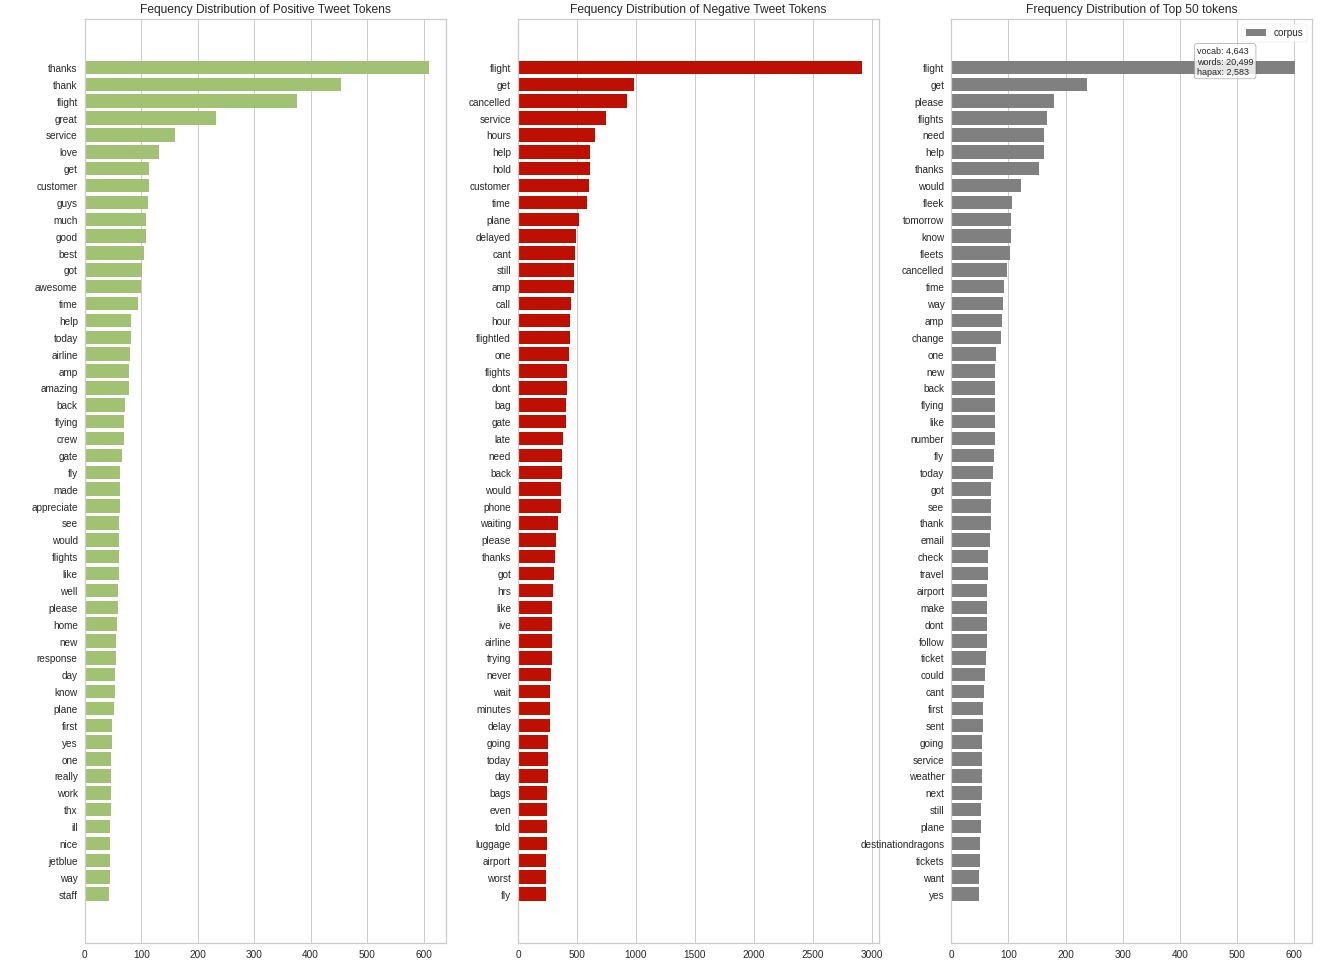 Fequency Distribution of Positive Tweet Tokens
thanks
thank
flight
great
service
love
get
customer
guys
much
good
best
got
awesome
time
help
today
airline
amp
amazing
back
flying
crew
gate
fly
made
appreciate
see
would
flights
like
well
please
home
new
response
day
know
plane
first
yes
one
really
work
thx
ill
nice
jetblue
way
staff
0 100 200 300 400 500 600
Fequency Distribution of Negative Tweet Tokens
flight
get
cancelled
service
hours
help
hold
customer
time
plane
delayed
cant
still
amp
call
hour
flightled
one
flights
dont
bag
gate
late
need
back
would
phone
waiting
please
thanks
got
hrs
like
ive
airline
trying
never
wait
minutes
delay
going
today
day
bags
even
told
luggage
airport
worst
fly
0 500 1000 1500 2000 2500 3000
Frequency Distribution of Top 50 tokens
corpus
vocab: 4,643
words: 20,499
hapax: 2,583
flight
get
please
flights
need
help
thanks
would
fleek
tomorrow
know
fleets
cancelled
time
way
amp
change
one
new
back
flying
like
number
fly
today
got
see
thank
email
check
travel
airport
make
dont
follow
ticket
could
cant
first
sent
going
service
weather
next
still
plane
destinationdragons
tickets
want
yes
0 100 200 300 400 500 600